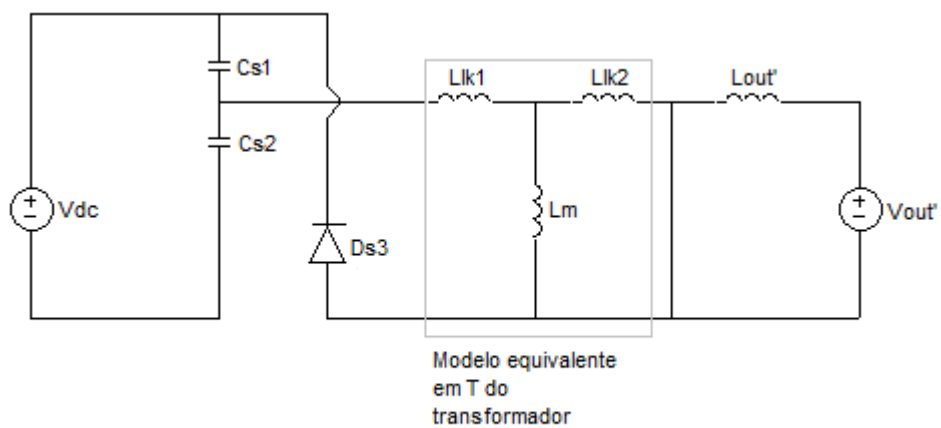 Cs1
Llk1
Llk2
Lout'
Cs2
Vdc
Ds3
Lm
Vout'
Modelo equivalente
em T do
transformador